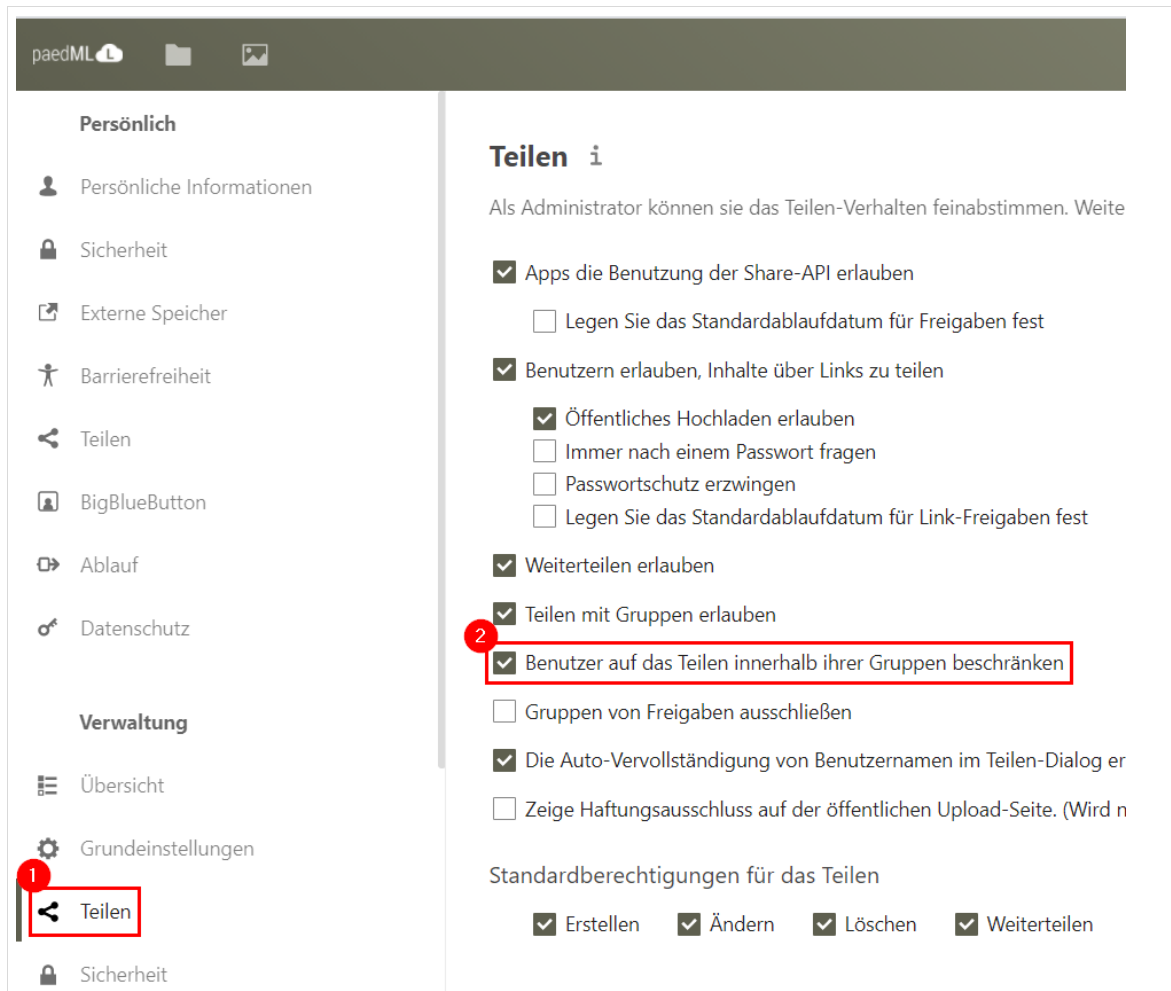 paedML L
Persönlich
Persönliche Informationen
Sicherheit
Externe Speicher
Barrierefreiheit
Teilen
BigBlueButton
Ablauf
Datenschutz
Verwaltung
Übersicht
Grundeinstellungen
1
Teilen
Sicherheit
Teilen i
Als Administrator können sie das Teilen-Verhalten feinabstimmen. Weite
Apps die Benutzung der Share-API erlauben
Legen Sie das Standardablaufdatum für Freigaben fest
Benutzern erlauben, Inhalte über Links zu teilen
Öffentliches Hochladen erlauben
Immer nach einem Passwort fragen
Passwortschutz erzwingen
Legen Sie das Standardablaufdatum für Link-Freigaben fest
Weiterteilen erlauben
Teilen mit Gruppen erlauben
2
Benutzer auf das Teilen innerhalb ihrer Gruppen beschränken
Gruppen von Freigaben ausschließen
Die Auto-Vervollständigung von Benutzernamen im Teilen-Dialog er
Zeige Haftungsausschluss auf der öffentlichen Upload-Seite. (Wird n
Standardberechtigungen für das Teilen
Erstellen Ändern Löschen Weiterteilen